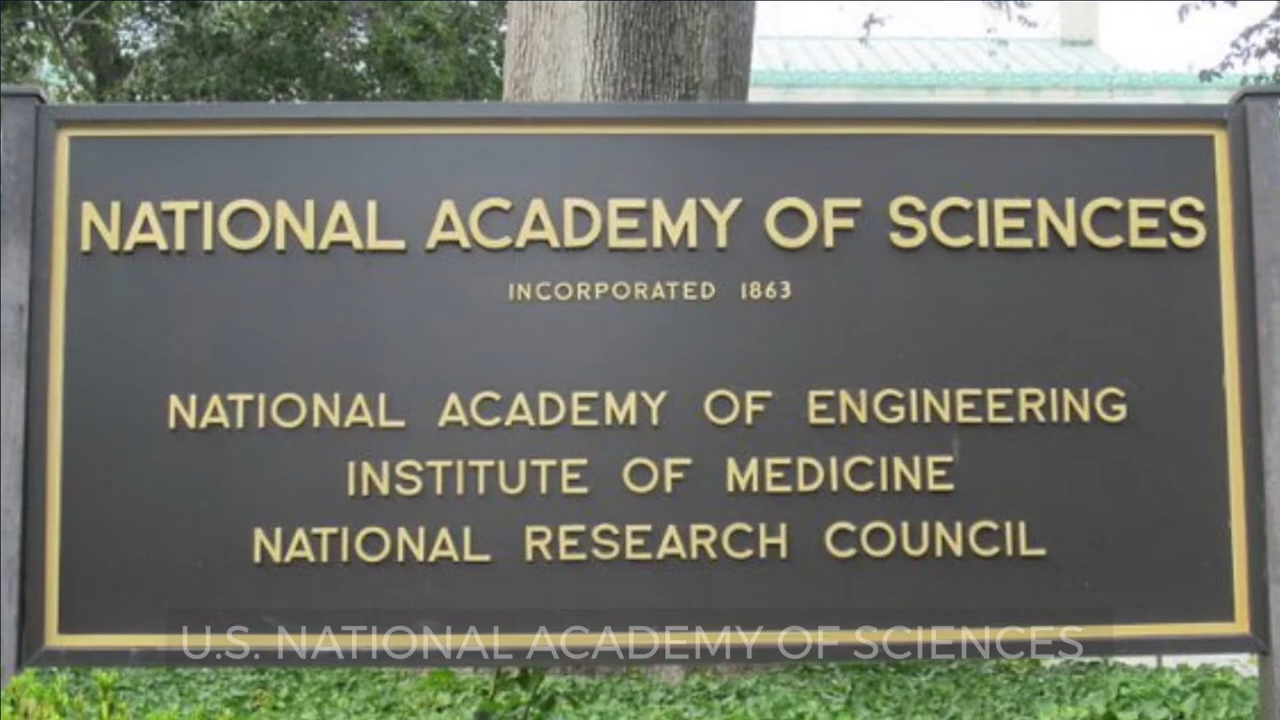 NATIONAL ACADEMY OF SCIENCES
INCORPORATED 1863
NATIONAL ACADEMY OF ENGINEERING
INSTITUTE OF MEDICINE
NATIONAL RESEARCH COUNCIL
U.S. NATIONAL ACADEMY OF SCIENCES